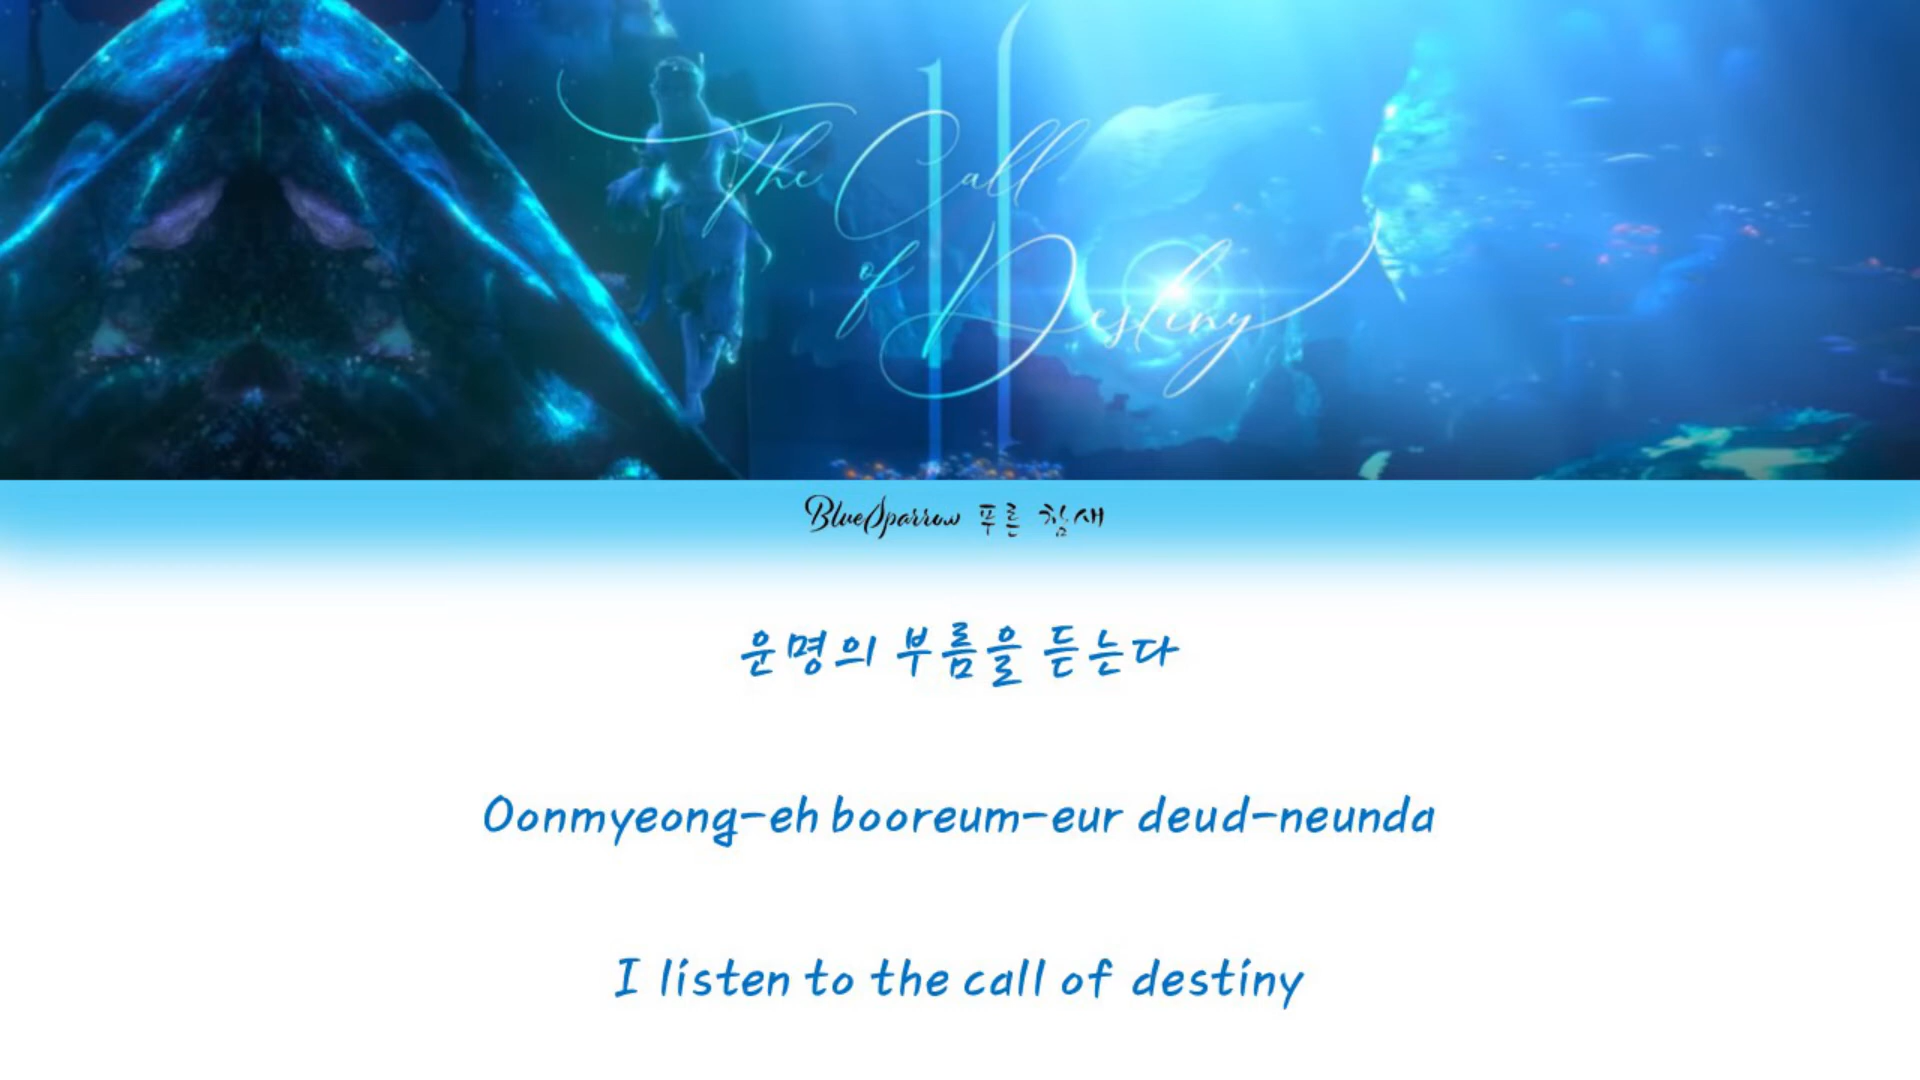 The Call
of Destiny
BlueSparrow 푸른 참새
운명의 부름을 듣는다
Oonmyeong-eh booreum-eur deud-neunda
I listen to the call of destiny